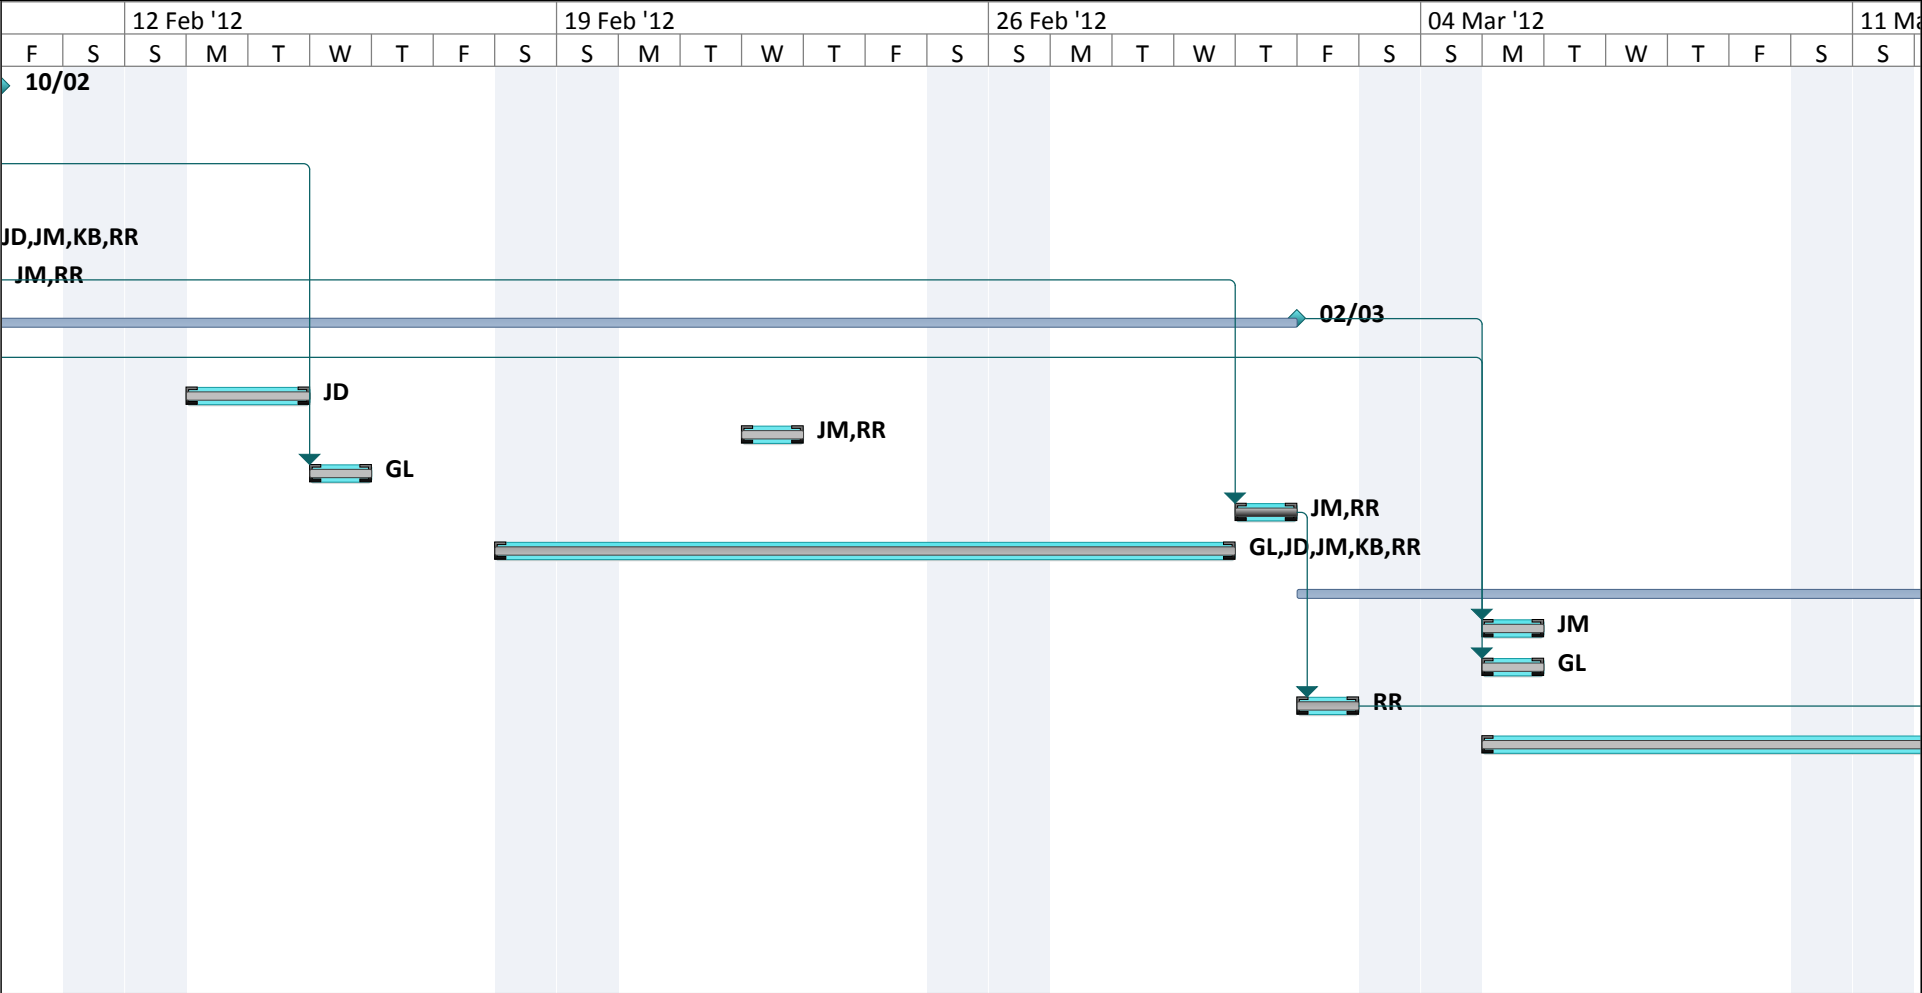 12 Feb '12 19 Feb '12 26 Feb '12 04 Mar '12 11
F S S M T W T F S S M T W T F S S M T W T F S S M T W T F S S
10/02
JD,JM,KB,RR
JM,RR
02/03
JD
JM,RR
GL
JM,RR
GL,JD,JM,KB,RR
JM
GL
RR